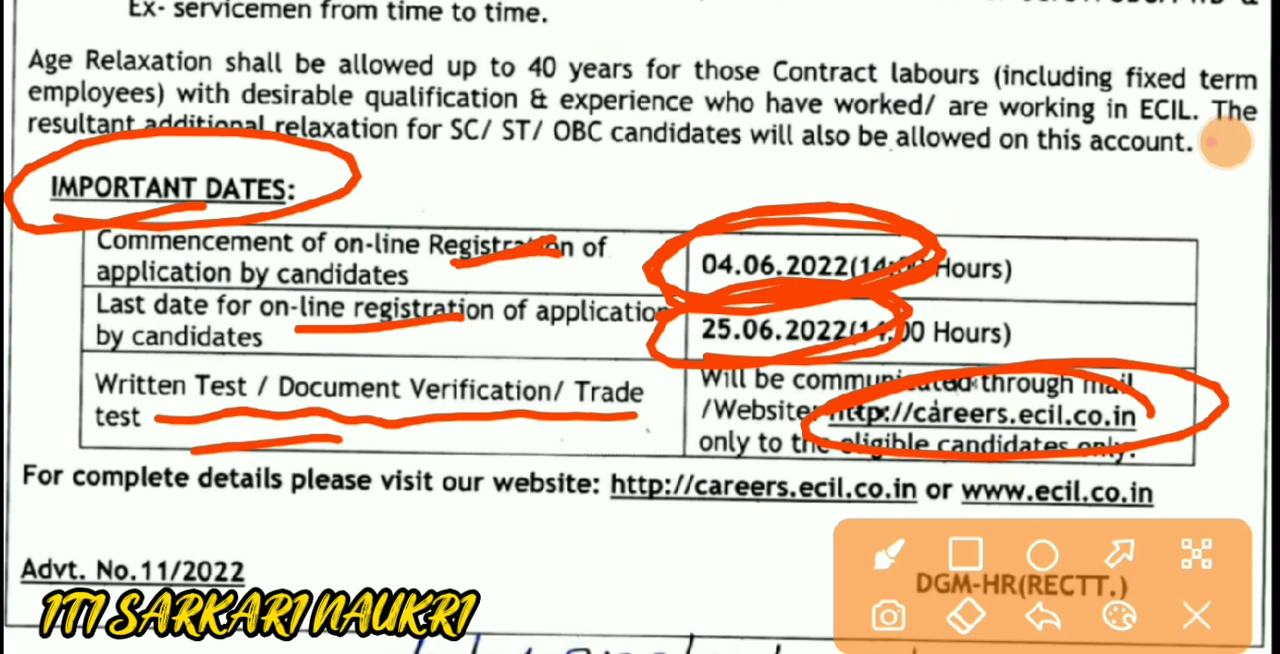 Ex- servicemen from time to time.
Age Relaxation shall be allowed up to 40 years for those Contract labours (including fixed term
employees) with desirable qualification & experience who have worked/ are working in ECIL. The
resultant additional relaxation for SC/ ST/ OBC candidates will also be allowed on this account.
IMPORTANT DATES:
Commencement of on-line Registration of
application by candidates
04.06.2022(14:00 Hours)
Last date for on-line registration of application
by candidates
25.06.2022(14.00 Hours)
Written Test / Document Verification/ Trade
test
Will be communicated through mail
/Website http://careers.ecil.co.in
only to the eligible candidates only.
For complete details please visit our website: http://careers.ecil.co.in or www.ecil.co.in
Advt. No.11/2022
DGM-HR(RECTT.)
ITI SARKARI NAUKRI